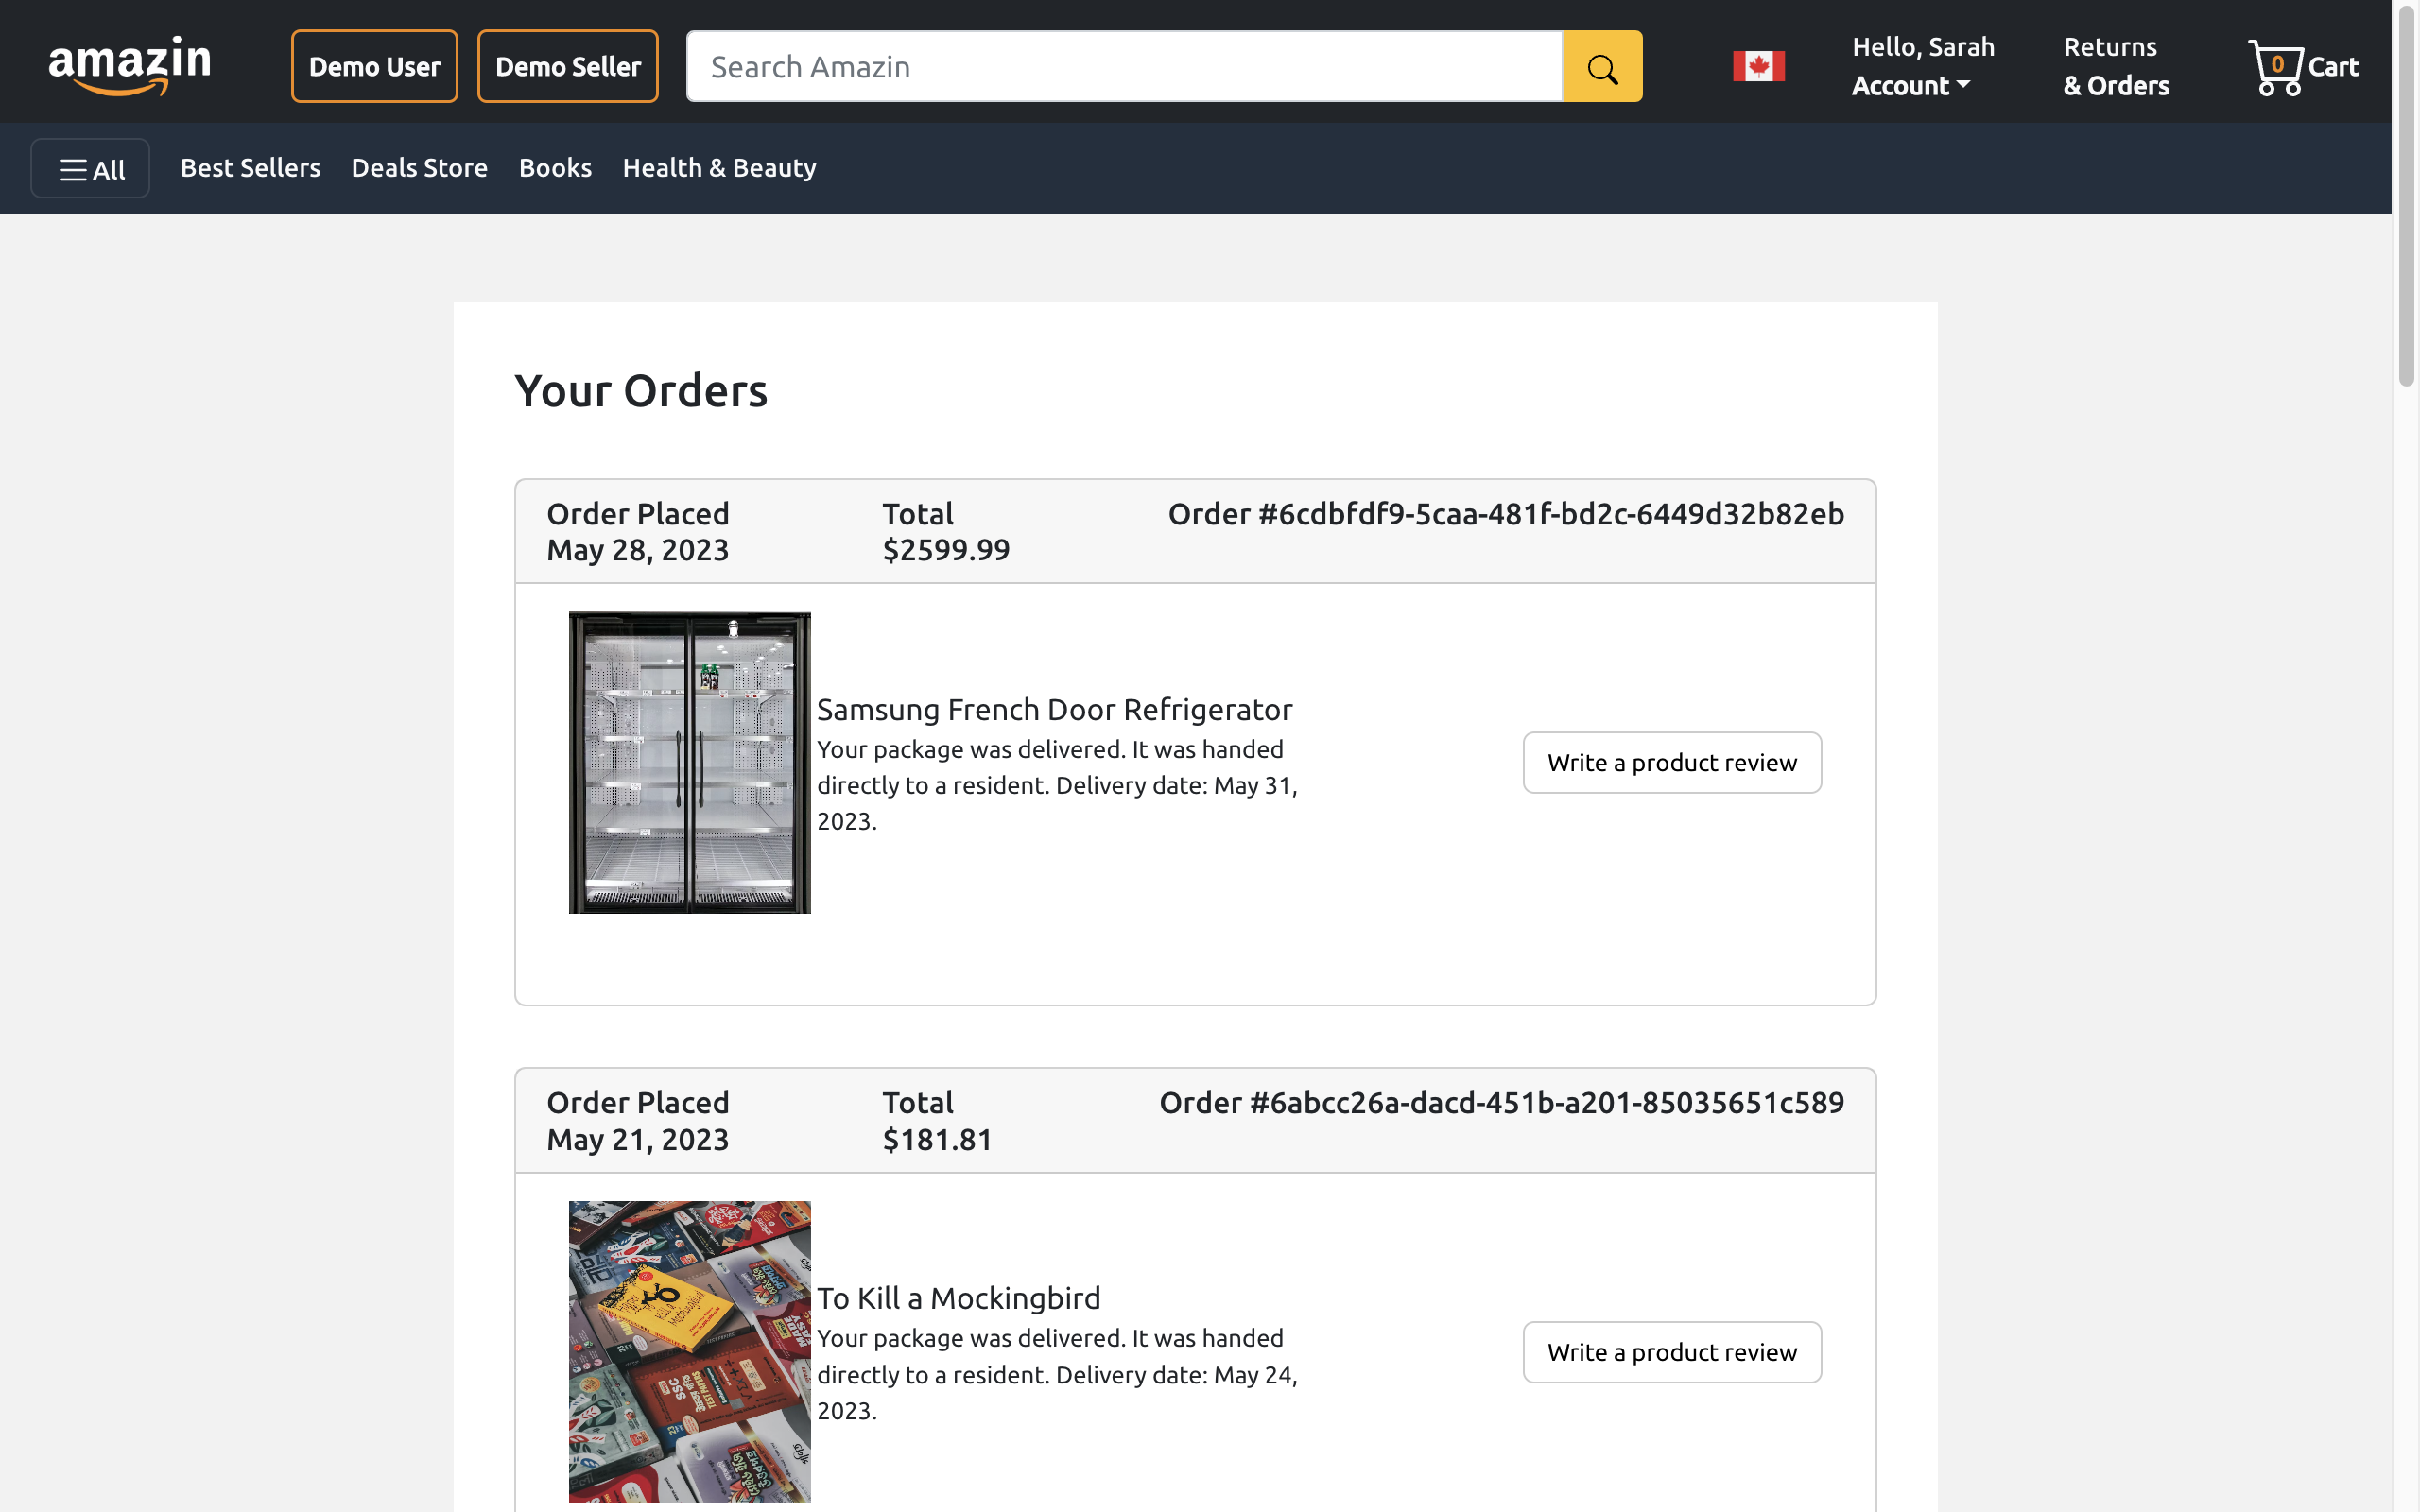 amazin
Demo User
Demo Seller
Search Amazin
Hello, Sarah
Account
Returns
& Orders
0
Cart
All
Best Sellers
Deals Store
Books
Health & Beauty
Your Orders
Order Placed
May 28, 2023
Total
$2599.99
Order #6cdbfdf9-5caa-481f-bd2c-6449d32b82eb
Samsung French Door Refrigerator
Your package was delivered. It was handed
directly to a resident. Delivery date: May 31,
2023.
Write a product review
Order Placed
May 21, 2023
Total
$181.81
Order #6abcc26a-dacd-451b-a201-85035651c589
To Kill a Mockingbird
Your package was delivered. It was handed
directly to a resident. Delivery date: May 24,
2023.
Write a product review